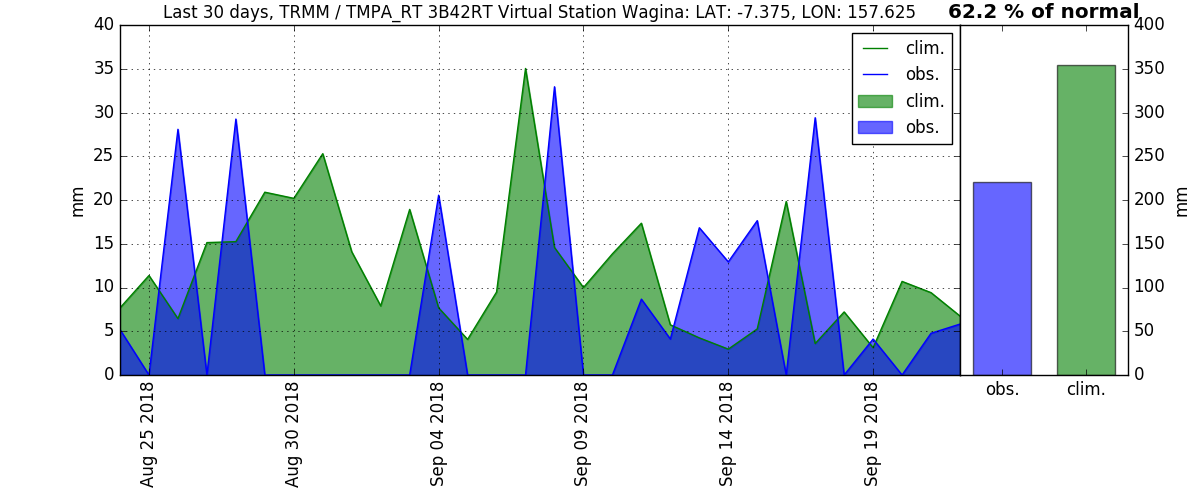 Last 30 days, TRMM / TMPA_RT 3B42RT Virtual Station Wagina: LAT: -7.375, LON: 157.625
62.2 % of normal
40
35
30
25
20
15
10
5
0
mm
clim.
obs.
clim.
obs.
Aug 25 2018
Aug 30 2018
Sep 04 2018
Sep 09 2018
Sep 14 2018
Sep 19 2018
400
350
300
250
200
150
100
50
0
mm
obs. clim.